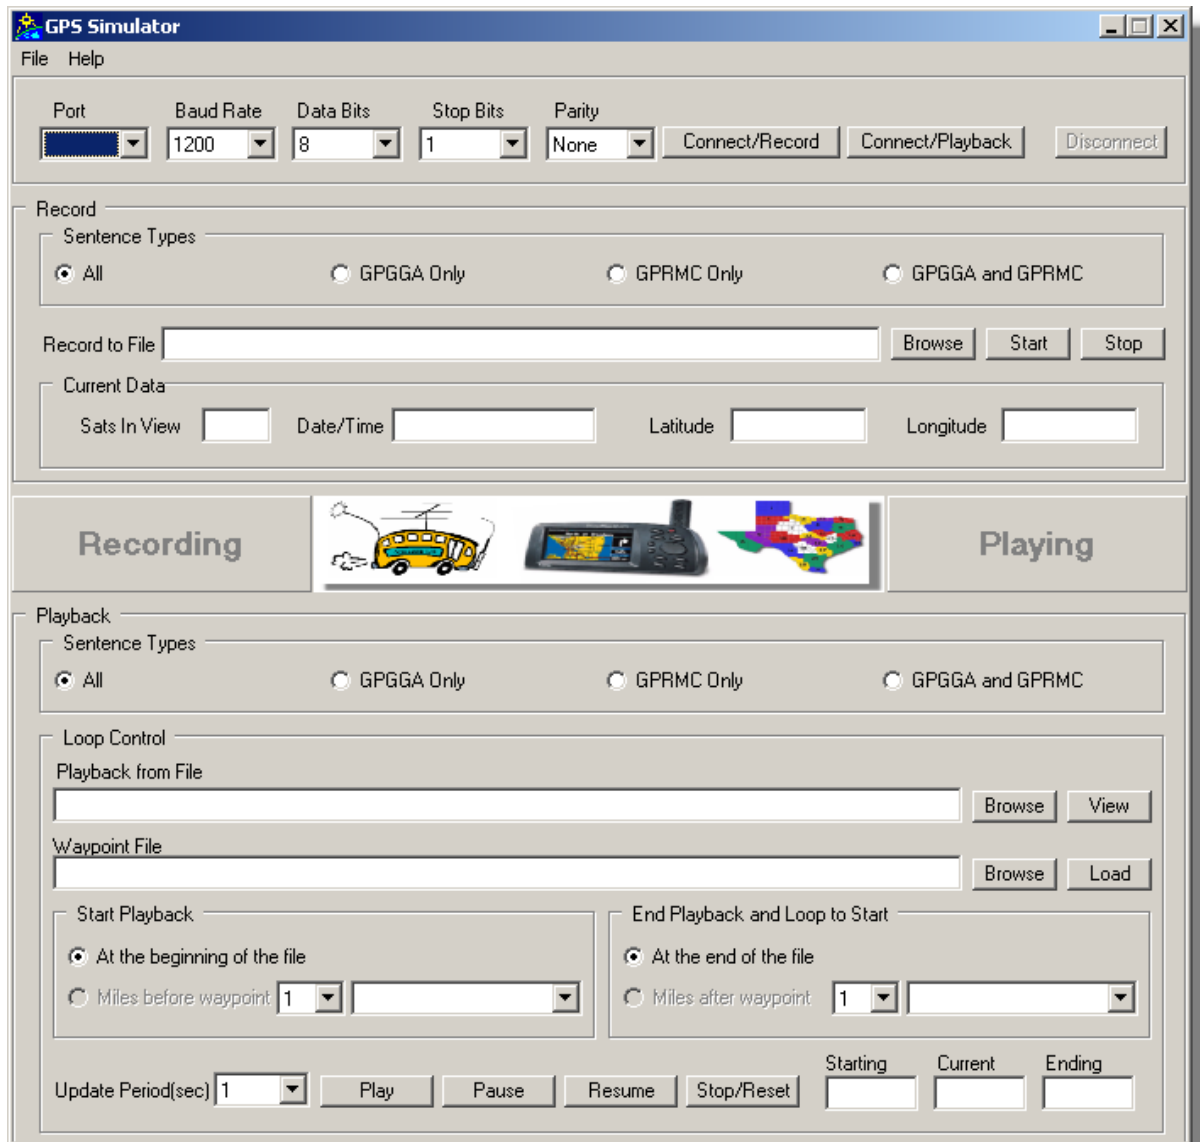 GPS Simulator
File Help
Port Baud Rate Data Bits Stop Bits Parity
1200 8 1 None Connect/Record Connect/Playback Disconnect
Record
Sentence Types
All GPGGA Only GPRMC Only GPGGA and GPRMC
Record to File Browse Start Stop
Current Data
Sats In View Date/Time Latitude Longitude
Recording Playing
Playback
Sentence Types
All GPGGA Only GPRMC Only GPGGA and GPRMC
Loop Control
Playback from File
Browse View
Waypoint File
Browse Load
Start Playback End Playback and Loop to Start
At the beginning of the file At the end of the file
Miles before waypoint 1 Miles after waypoint 1
Starting Current Ending
Update Period(sec) 1 Play Pause Resume Stop/Reset